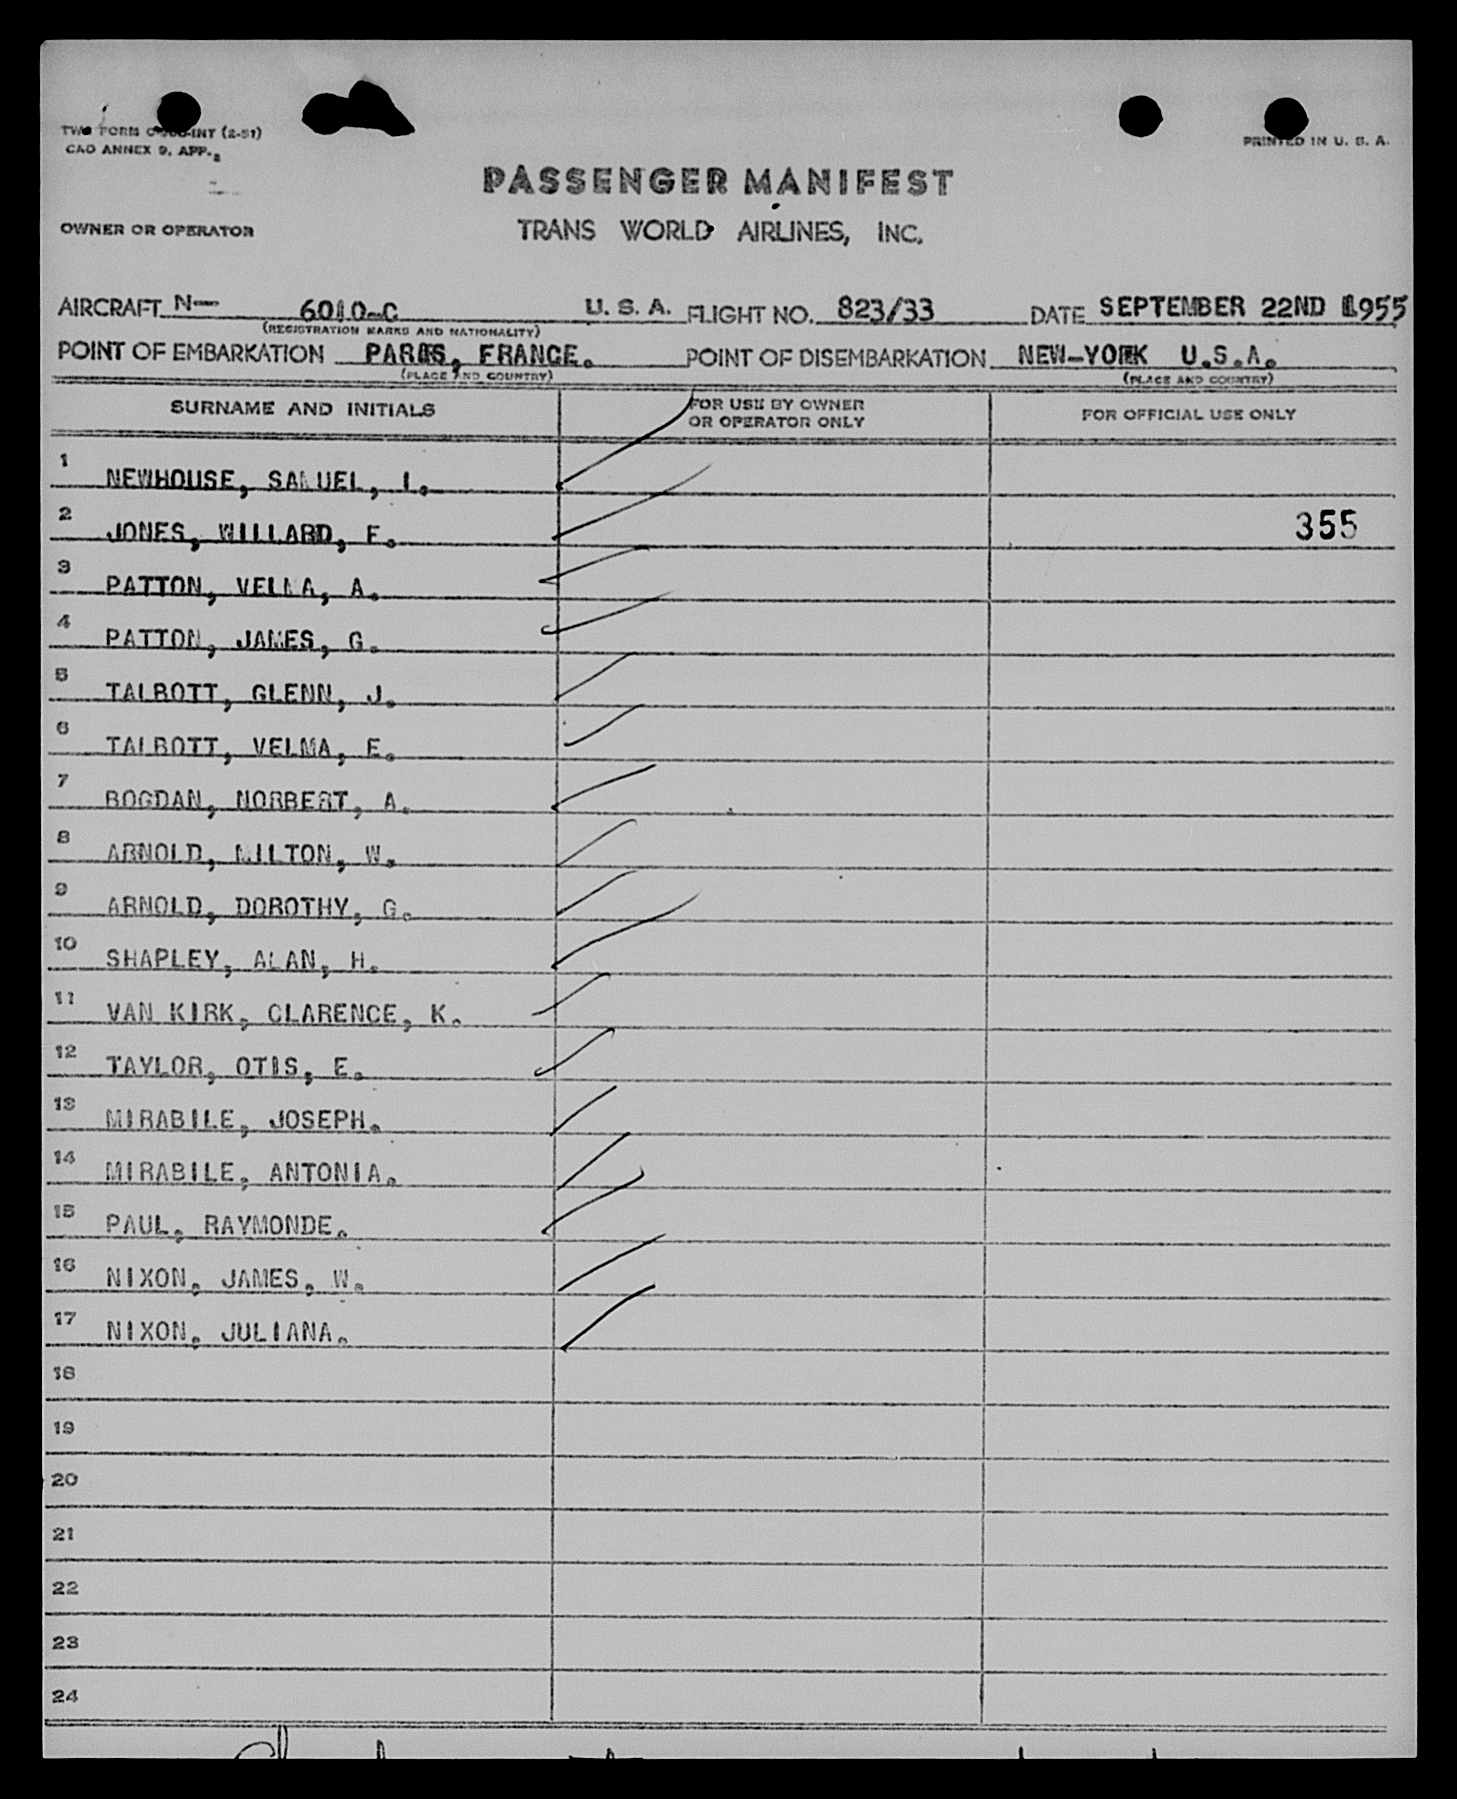 TWA FORM INT (2-51)
CAO ANNEX 9, APP. 2
PRINTED IN U. S. A.
PASSENGER MANIFEST
OWNER OR OPERATOR
TRANS WORLD AIRLINES, INC.
AIRCRAFT N— 6010-C U. S. A. FLIGHT NO. 823/33 DATE SEPTEMBER 22ND 1955
(REGISTRATION MARKS AND NATIONALITY)
POINT OF EMBARKATION PARIS, FRANCE. POINT OF DISEMBARKATION NEW-YORK U.S.A.
(PLACE AND COUNTRY) (PLACE AND COUNTRY)
SURNAME AND INITIALS FOR USE BY OWNER OR OPERATOR ONLY FOR OFFICIAL USE ONLY
1 NEWHOUSE, SAMUEL, I.
2 JONES, WILLARD, F. 355
3 PATTON, VELMA, A.
4 PATTON, JAMES, G.
5 TALBOTT, GLENN, J.
6 TALBOTT, VELMA, E.
7 BOGDAN, NORBERT, A.
8 ARNOLD, MILTON, W.
9 ARNOLD, DOROTHY, G.
10 SHAPLEY, ALAN, H.
11 VAN KIRK, CLARENCE, K.
12 TAYLOR, OTIS, E.
13 MIRABILE, JOSEPH.
14 MIRABILE, ANTONIA.
15 PAUL, RAYMONDE.
16 NIXON, JAMES, W.
17 NIXON, JULIANA.
18
19
20
21
22
23
24